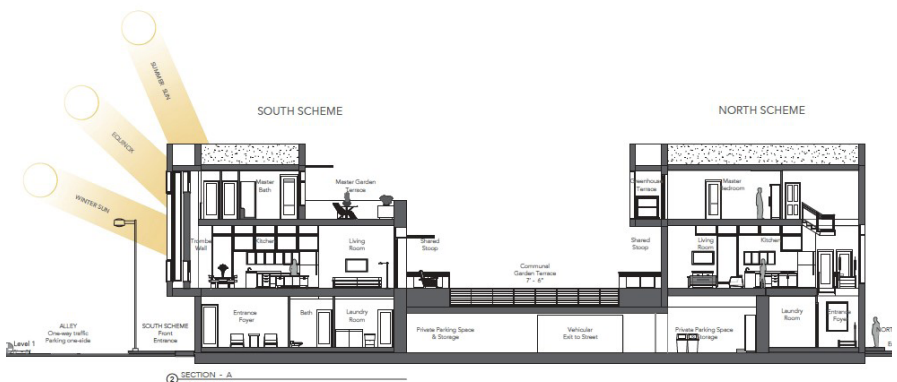 SUMMER SUN
EQUINOX
WINTER SUN
SOUTH SCHEME
NORTH SCHEME
Master
Bath
Master Garden
Terrace
Greenhouse
Terrace
Master
Bedroom
Trombe
Wall
Kitchen
Living
Room
Shared
Stoop
Communal
Garden Terrace
7' - 6"
Shared
Stoop
Living
Room
Kitchen
Entrance
Foyer
Bath
Laundry
Room
Private Parking Space
& Storage
Vehicular
Exit to Street
Private Parking Space
Storage
Laundry
Room
Entrance
Foyer
ALLEY
One-way traffic
Parking one-side
SOUTH SCHEME
Front
Entrance
Level 1
NORT
B
2 SECTION - A